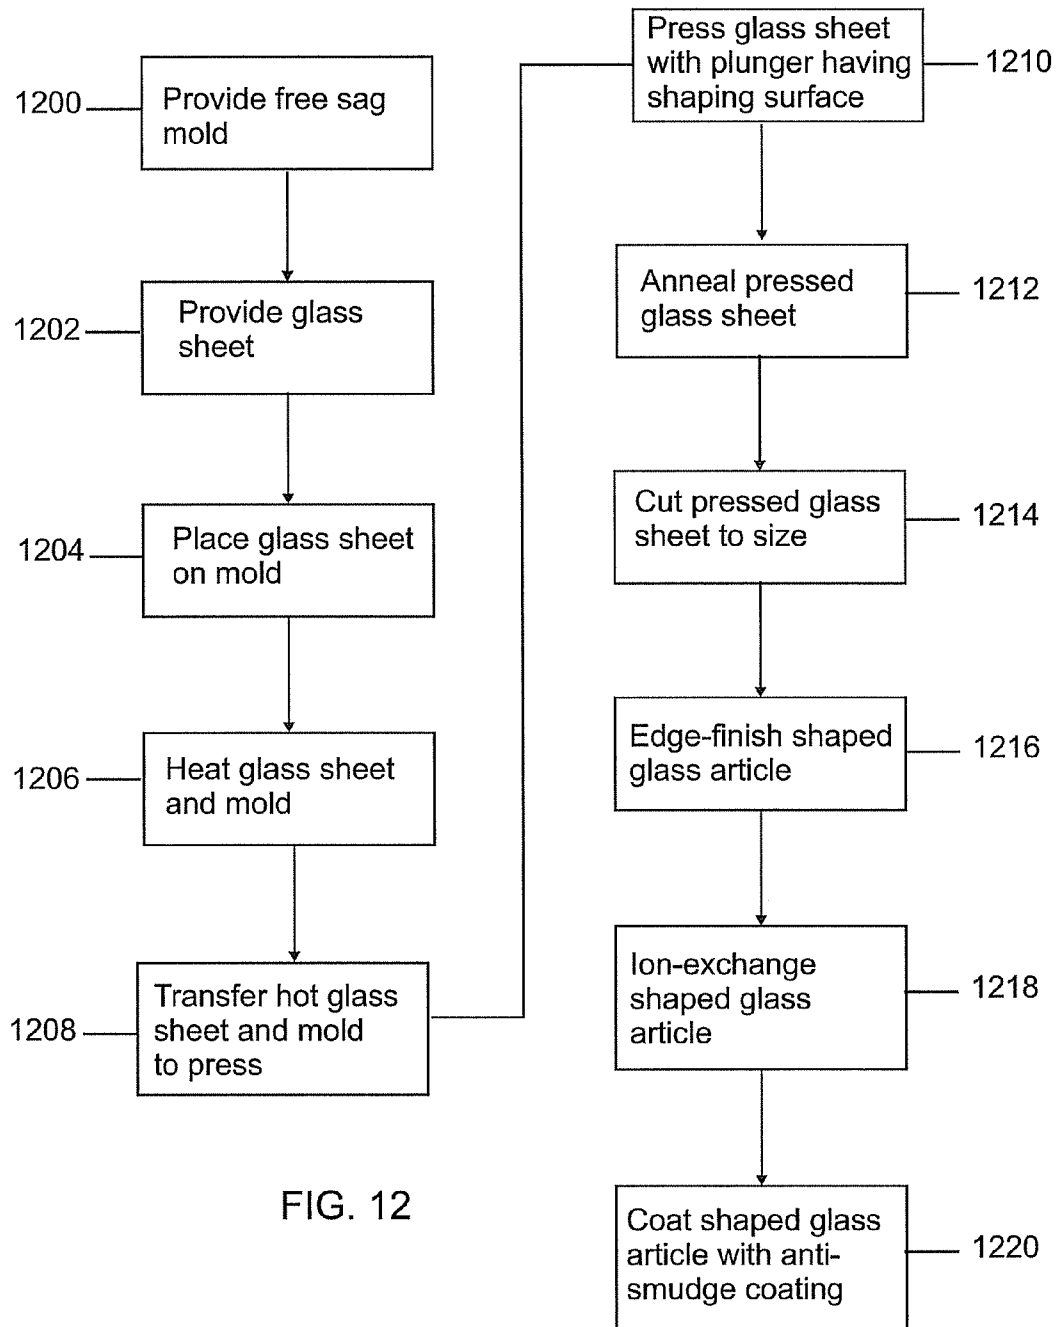 1200
Provide free sag
mold
1202
Provide glass
sheet
1204
Place glass sheet
on mold
1206
Heat glass sheet
and mold
1208
Transfer hot glass
sheet and mold
to press
Press glass sheet
with plunger having
shaping surface
1210
Anneal pressed
glass sheet
1212
Cut pressed glass
sheet to size
1214
Edge-finish shaped
glass article
1216
Ion-exchange
shaped glass
article
1218
Coat shaped glass
article with anti-
smudge coating
1220
FIG. 12